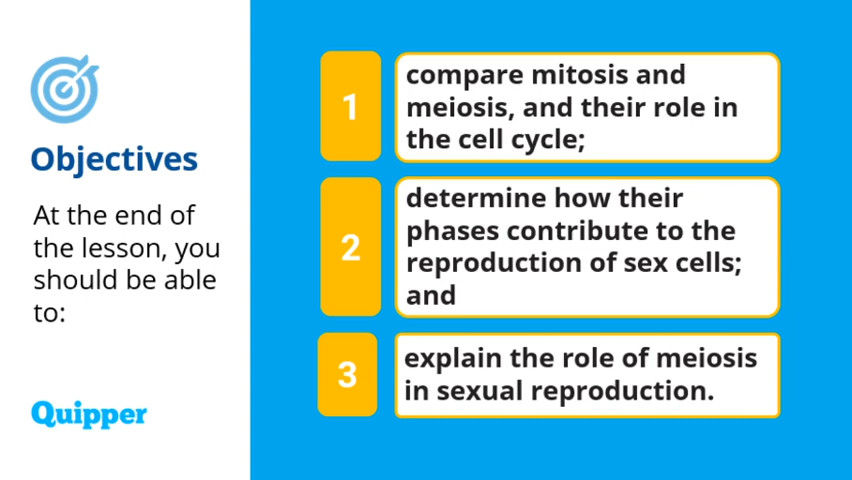 Objectives
At the end of
the lesson, you
should be able
to:
Quipper
1
compare mitosis and
meiosis, and their role in
the cell cycle;
2
determine how their
phases contribute to the
reproduction of sex cells;
and
3
explain the role of meiosis
in sexual reproduction.